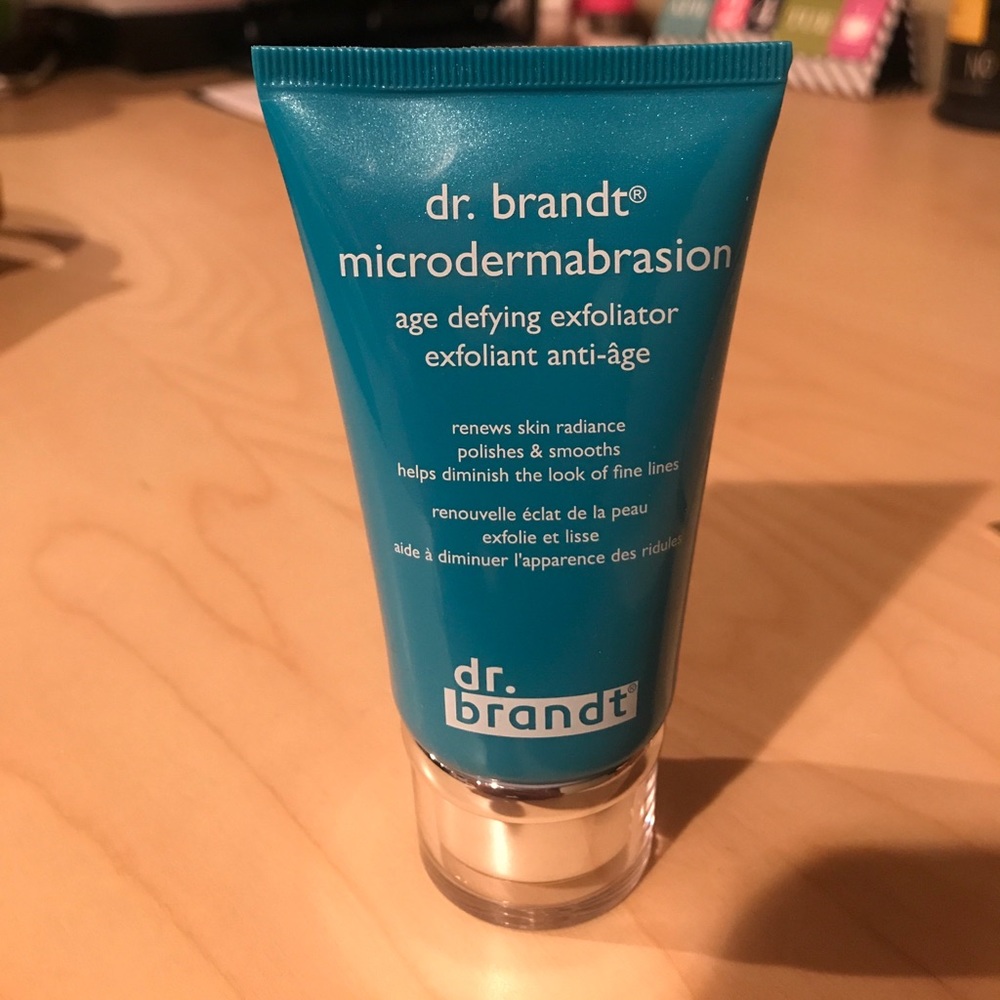 dr. brandt®
microdermabrasion
age defying exfoliator
exfoliant anti-âge
renews skin radiance
polishes & smooths
helps diminish the look of fine lines
renouvelle éclat de la peau
exfolie et lisse
aide à diminuer l'apparence des ridules
dr.
brandt®